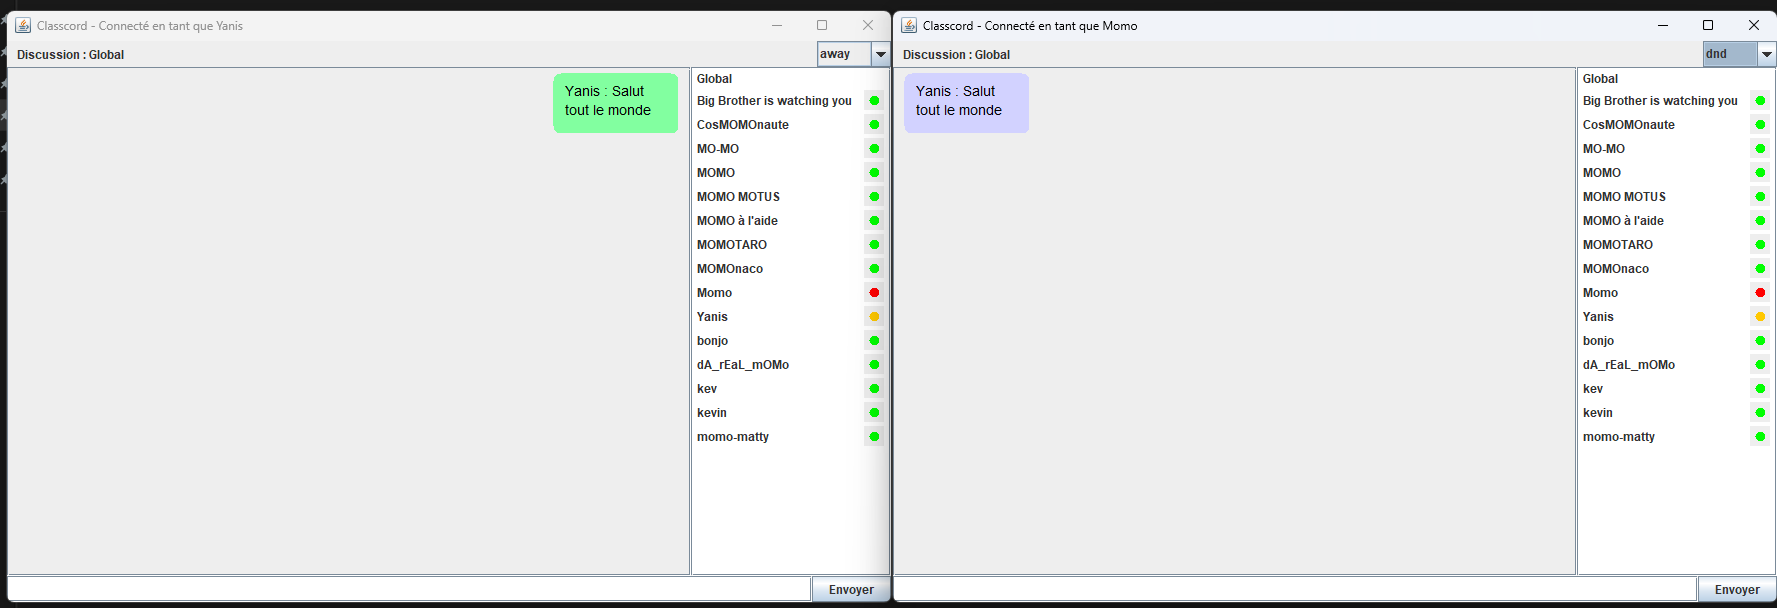 Classcord - Connecté en tant que Yanis
Discussion : Global
away
Yanis : Salut
tout le monde
Global
Big Brother is watching you
CosMOMOnaute
MO-MO
MOMO
MOMO MOTUS
MOMO à l'aide
MOMOTARO
MOMOnaco
Momo
Yanis
bonjo
dA_rEaL_mOMo
kev
kevin
momo-matty
Envoyer
Classcord - Connecté en tant que Momo
Discussion : Global
dnd
Yanis : Salut
tout le monde
Global
Big Brother is watching you
CosMOMOnaute
MO-MO
MOMO
MOMO MOTUS
MOMO à l'aide
MOMOTARO
MOMOnaco
Momo
Yanis
bonjo
dA_rEaL_mOMo
kev
kevin
momo-matty
Envoyer